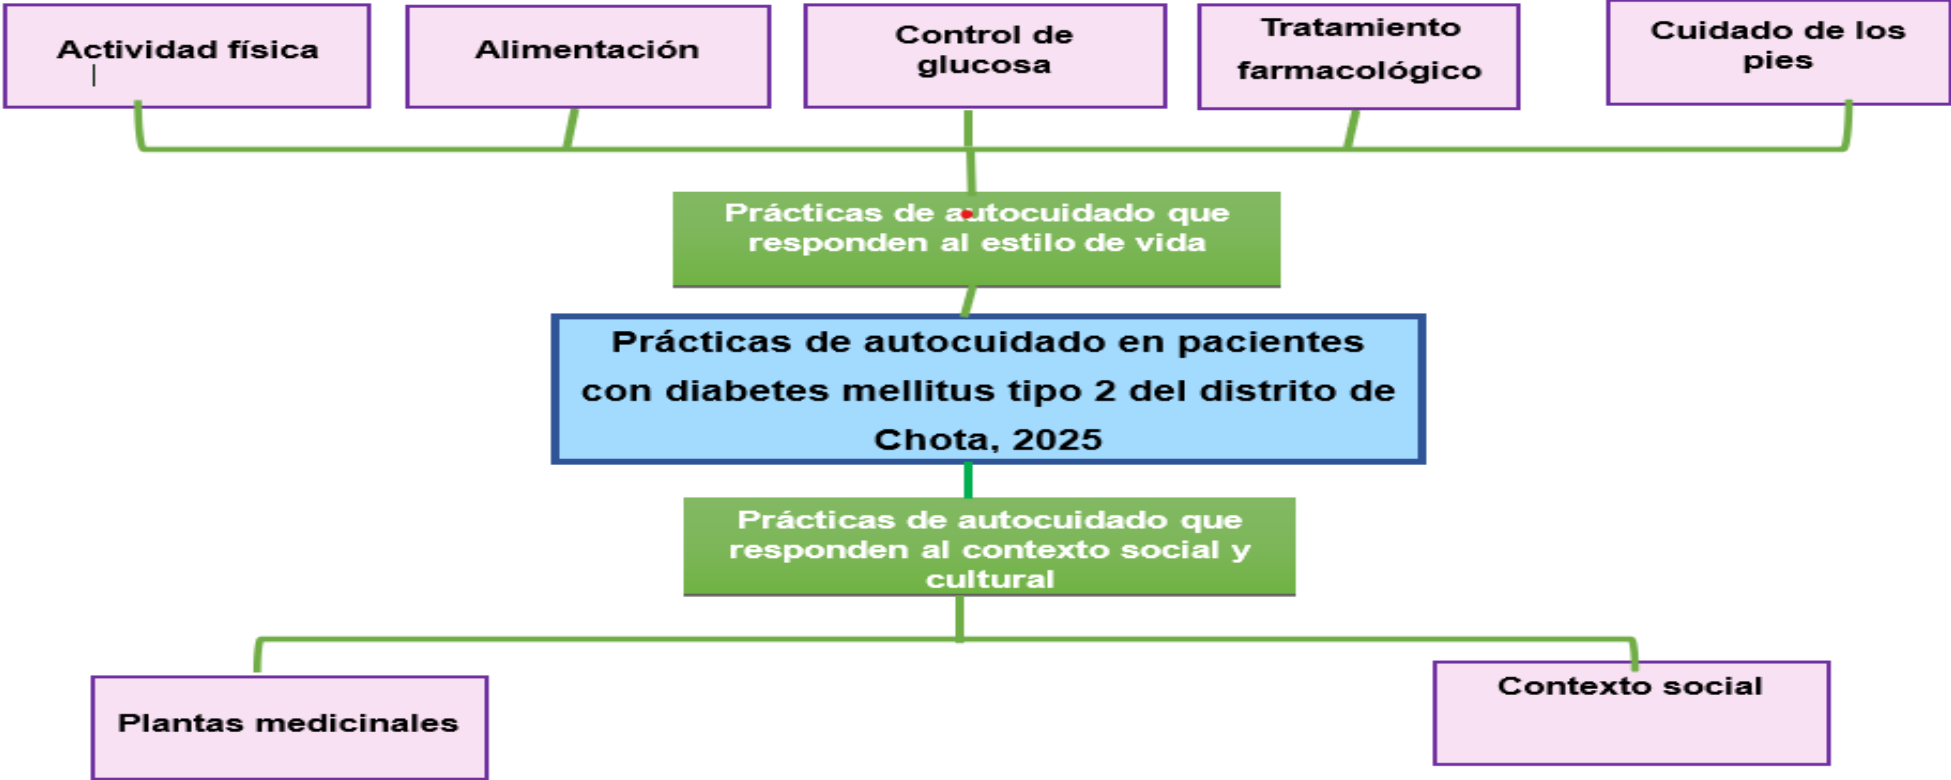 Actividad física
Alimentación
Control de
glucosa
Tratamiento
farmacológico
Cuidado de los
pies
Prácticas de autocuidado que
responden al estilo de vida
Prácticas de autocuidado en pacientes
con diabetes mellitus tipo 2 del distrito de
Chota, 2025
Prácticas de autocuidado que
responden al contexto social y
cultural
Plantas medicinales
Contexto social